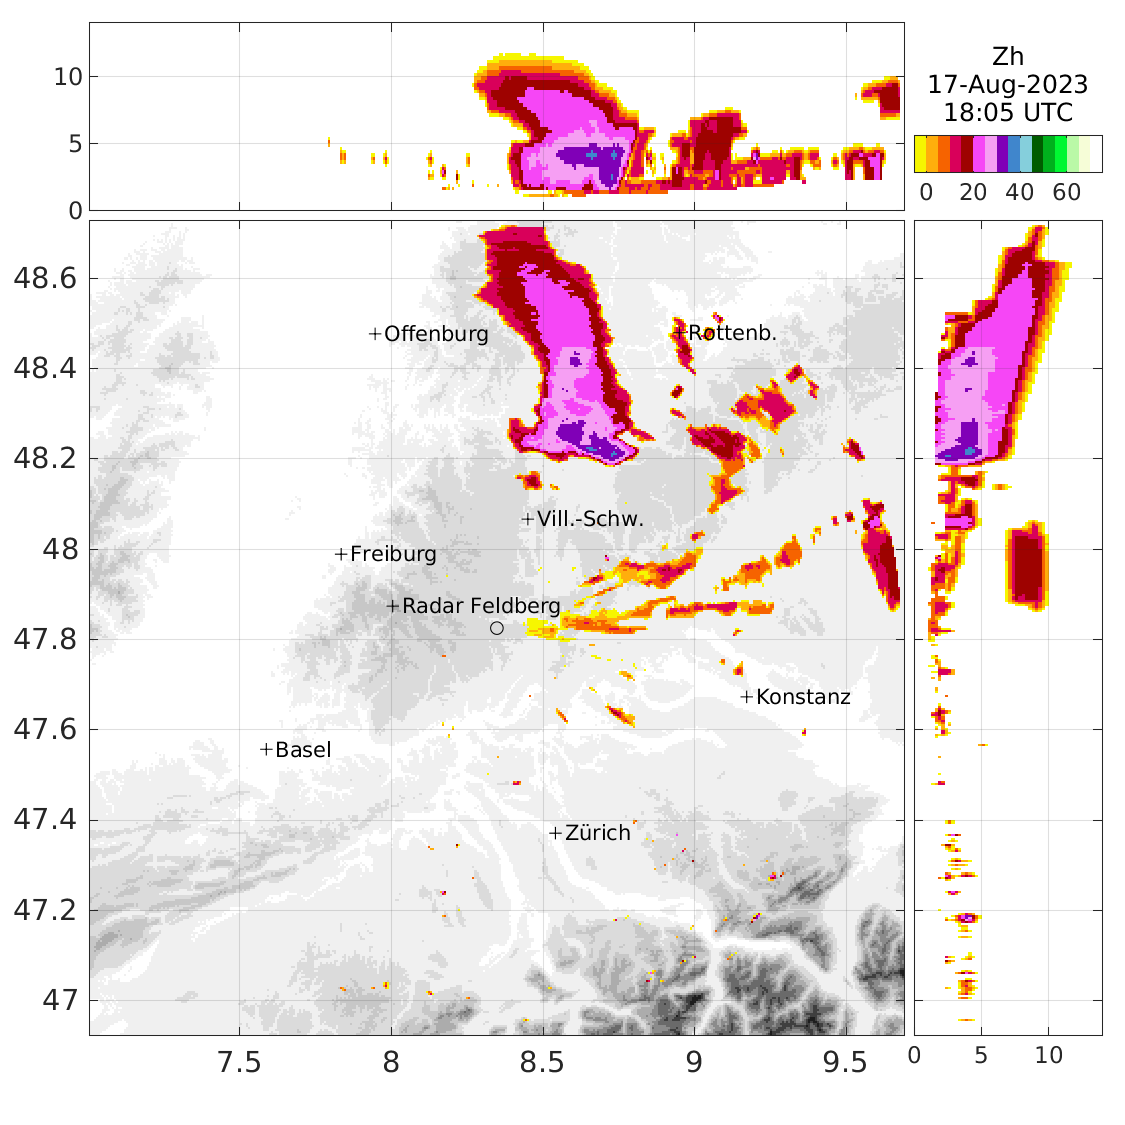 10
5
0
Zh
17-Aug-2023
18:05 UTC
0 20 40 60
48.6
48.4
48.2
48
47.8
47.6
47.4
47.2
47
+Offenburg
+Rottenb.
+Vill.-Schw.
+Freiburg
+Radar Feldberg
+Konstanz
+Basel
+Zürich
7.5 8 8.5 9 9.5
0 5 10